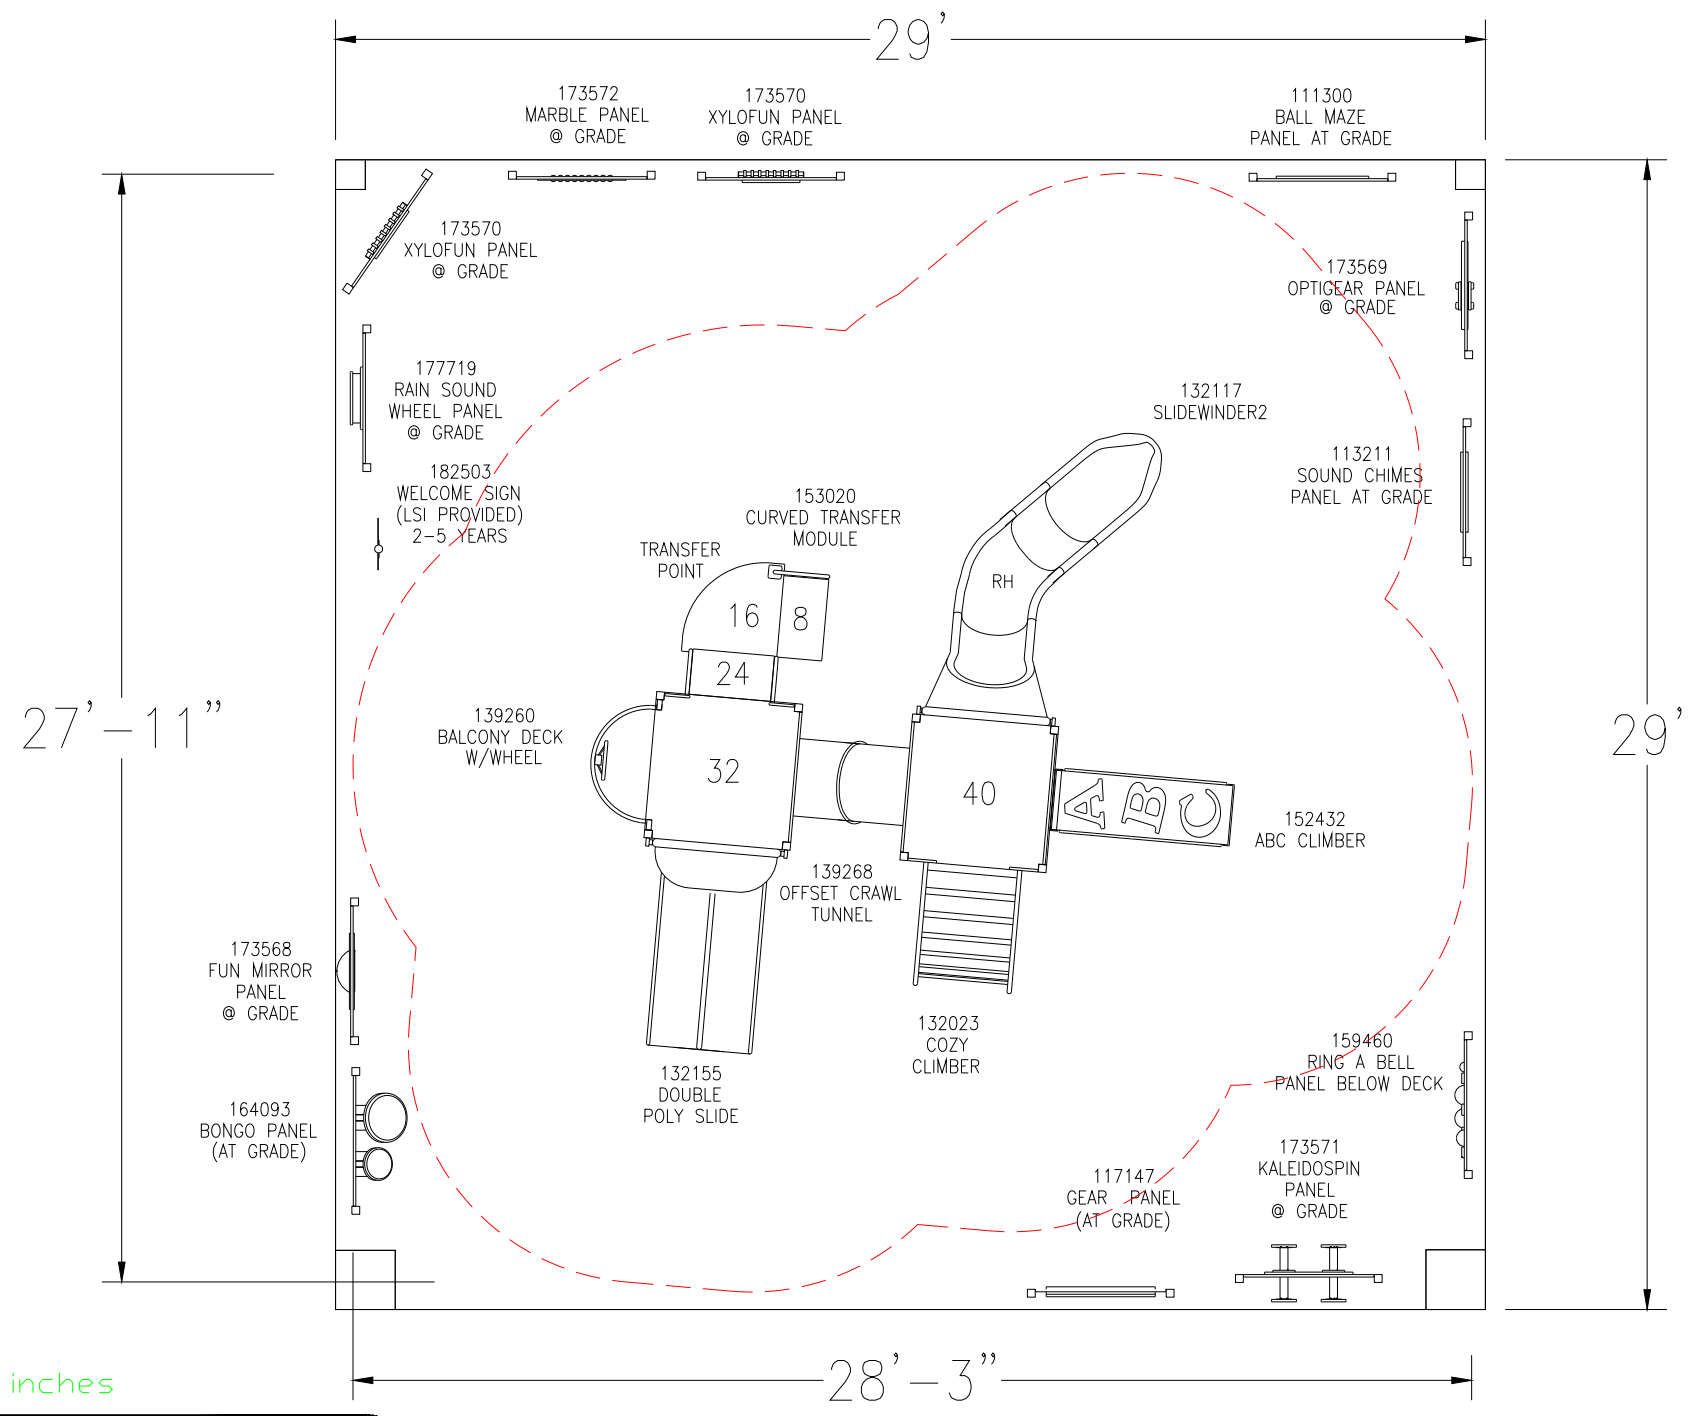 29'
173572
MARBLE PANEL
@ GRADE
173570
XYLOFUN PANEL
@ GRADE
111300
BALL MAZE
PANEL AT GRADE
173570
XYLOFUN PANEL
@ GRADE
173569
OPTIGEAR PANEL
@ GRADE
177719
RAIN SOUND
WHEEL PANEL
@ GRADE
132117
SLIDEWINDER2
182503
WELCOME SIGN
(LSI PROVIDED)
2-5 YEARS
113211
SOUND CHIMES
PANEL AT GRADE
153020
CURVED TRANSFER
MODULE
TRANSFER
POINT
RH
16
8
24
27'-11"
29'
139260
BALCONY DECK
W/WHEEL
32
40
A B C
152432
ABC CLIMBER
139268
OFFSET CRAWL
TUNNEL
173568
FUN MIRROR
PANEL
@ GRADE
132023
COZY
CLIMBER
159460
RING A BELL
PANEL BELOW DECK
132155
DOUBLE
POLY SLIDE
164093
BONGO PANEL
(AT GRADE)
173571
KALEIDOSPIN
PANEL
@ GRADE
117147
GEAR PANEL
(AT GRADE)
28'-3"
inches